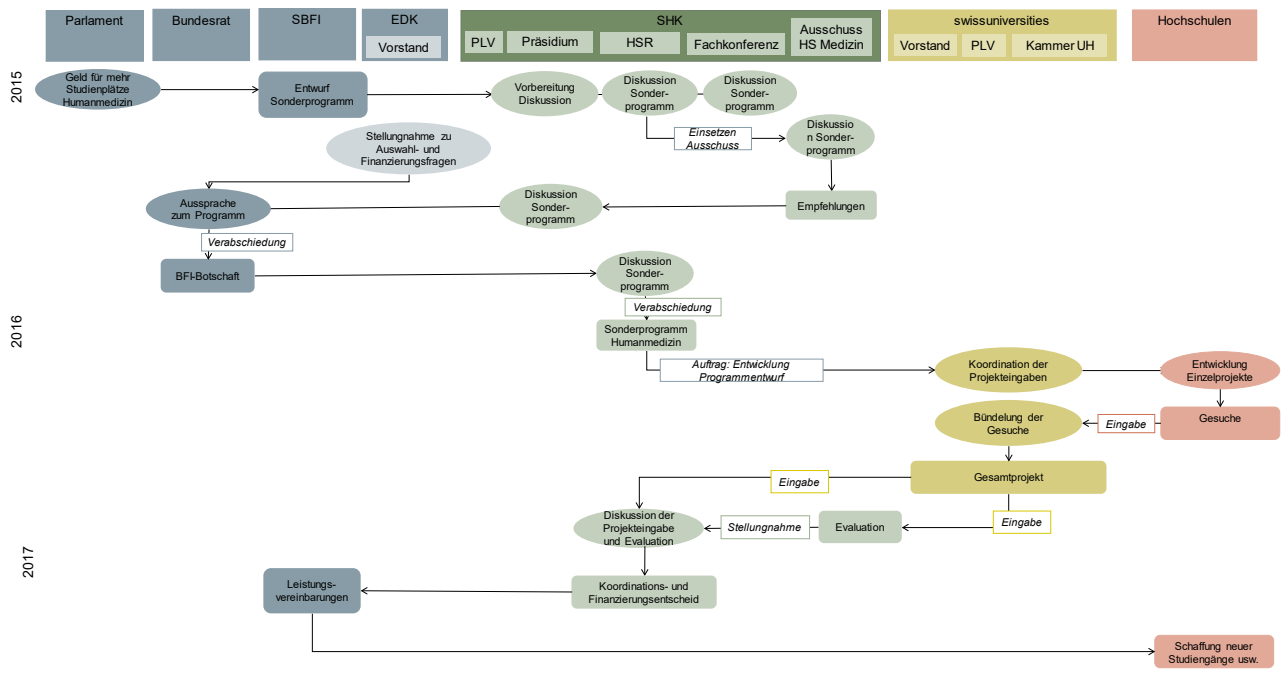 Parlament
Bundesrat
SBFI
EDK
Vorstand
SHK
PLV
Präsidium
HSR
Fachkonferenz
Ausschuss
HS Medizin
swissuniversities
Vorstand
PLV
Kammer UH
Hochschulen
2015
Geld für mehr
Studienplätze
Humanmedizin
Entwurf
Sonderprogramm
Vorbereitung
Diskussion
Diskussion
Sonder-
programm
Diskussion
Sonder-
programm
Einsetzen
Ausschuss
Diskussio
n Sonder-
programm
Stellungnahme zu
Auswahl- und
Finanzierungsfragen
Aussprache
zum Programm
Diskussion
Sonder-
programm
Empfehlungen
Verabschiedung
BFI-Botschaft
Diskussion
Sonder-
programm
2016
Verabschiedung
Sonderprogramm
Humanmedizin
Auftrag: Entwicklung
Programmentwurf
Koordination der
Projekteingaben
Entwicklung
Einzelprojekte
Bündelung der
Gesuche
Eingabe
Gesuche
Gesamtprojekt
Eingabe
Diskussion der
Projekteingabe
und Evaluation
Stellungnahme
Evaluation
Eingabe
2017
Leistungs-
vereinbarungen
Koordinations- und
Finanzierungsentscheid
Schaffung neuer
Studiengänge usw.